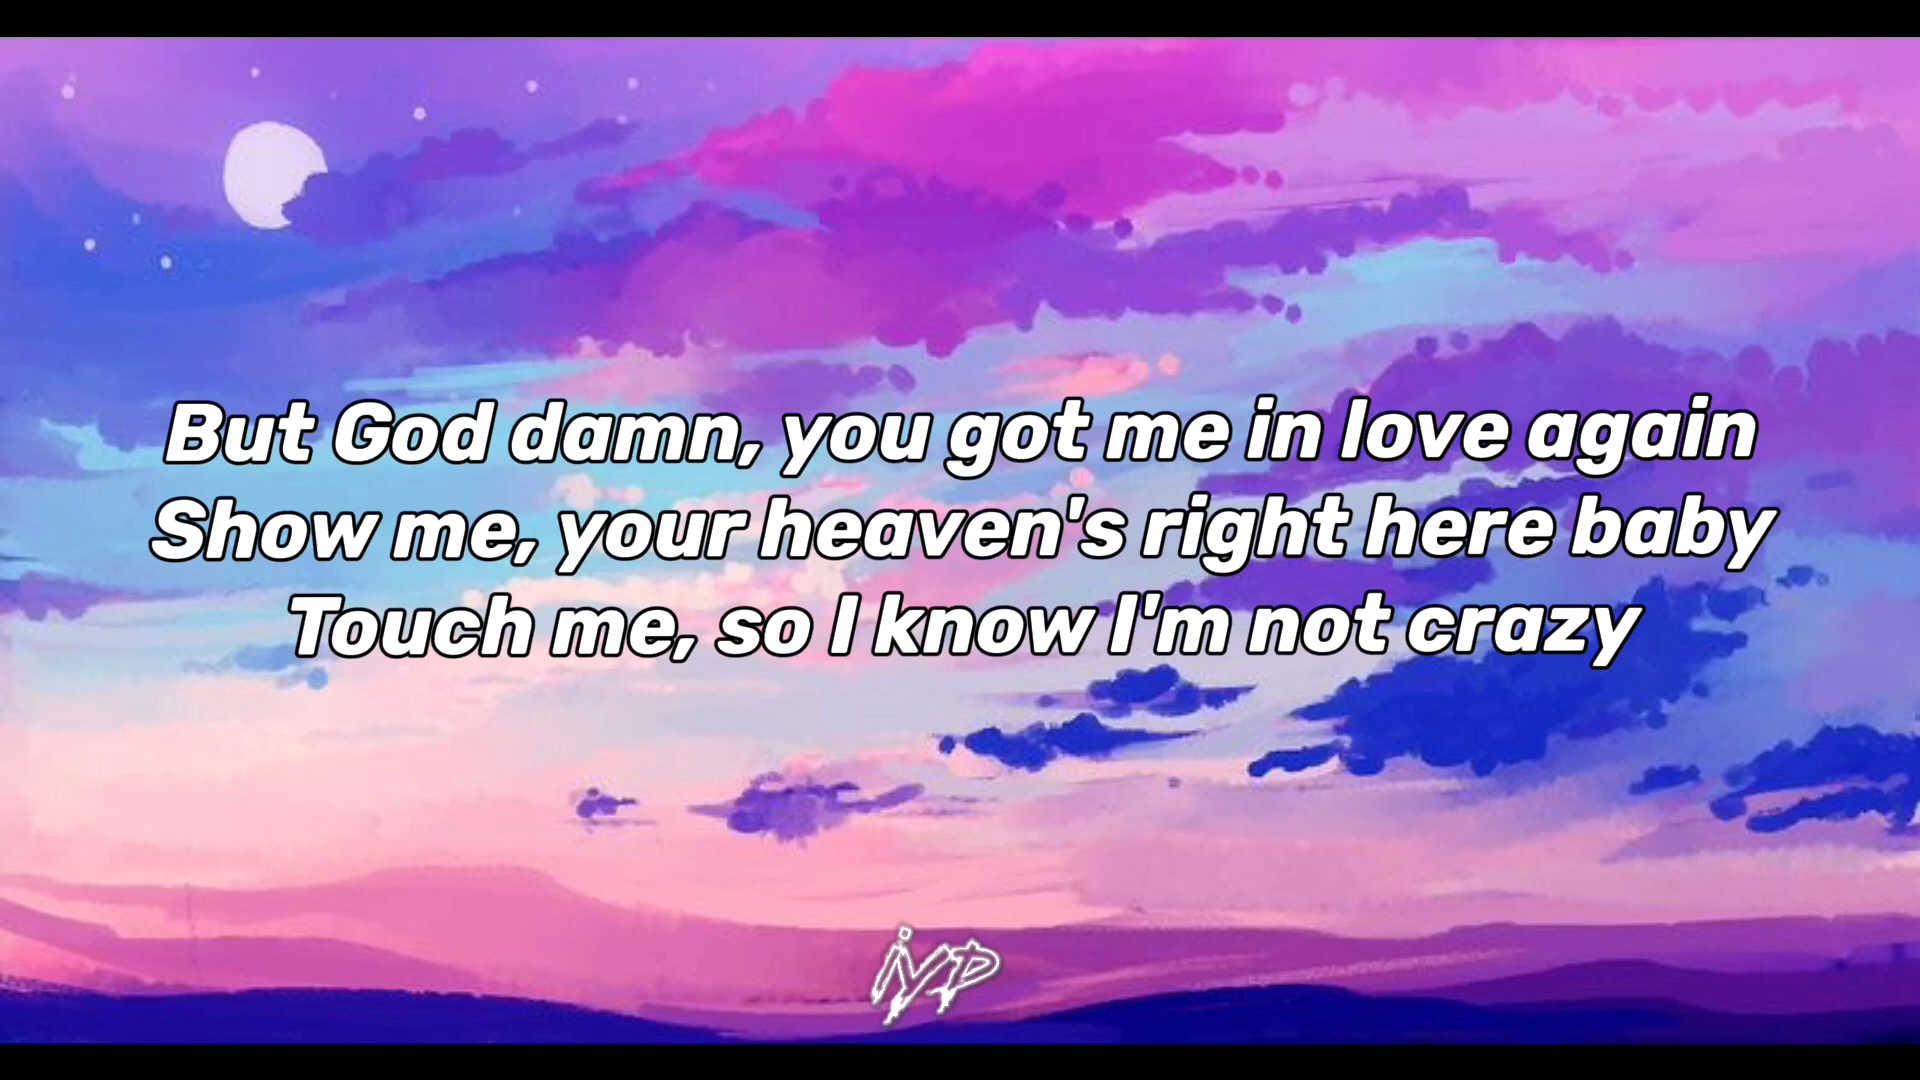 But God damn, you got me in love again
Show me, your heaven's right here baby
Touch me, so I know I'm not crazy